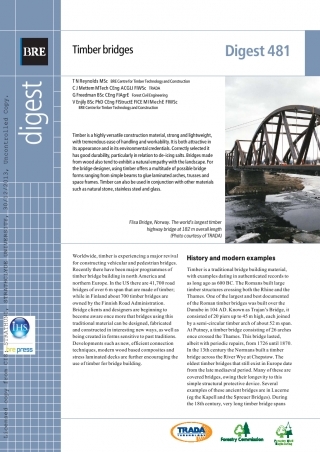 Timber bridges
Digest 481
BRE
digest
T N Reynolds MSc BRE Centre for Timber Technology and Construction
C J Mettem MTech CEng ACGLI FIWSc TRADA
G Freedman BSc CEng FIAgrE Forest Civil Engineering
V Enjily BSc PhD CEng FIStructE FICE MIMechE FIWSc
BRE Centre for Timber Technology and Construction
Timber is a highly versatile construction material, strong and lightweight,
with tremendous ease of handling and workability. It is both attractive in
its appearance and in its environmental credentials. Correctly selected it
has good durability, particularly in relation to de-icing salts. Bridges made
from wood also tend to exhibit a natural empathy with the landscape. For
the bridge designer, using timber offers a multitude of possible bridge
forms ranging from simple beams to glue laminated arches, trusses and
space frames. Timber can also be used in conjunction with other materials
such as natural stone, stainless steel and glass.
Flisa Bridge, Norway. The world's largest timber
highway bridge at 182 m overall length
(Photo courtesy of TRADA)
Worldwide, timber is experiencing a major revival
for constructing vehicular and pedestrian bridges.
Recently there have been major programmes of
timber bridge building in north America and
northern Europe. In the US there are 41,700 road
bridges of over 6 m span that are made of timber,
while in Finland about 700 timber bridges are
owned by the Finnish Road Administration.
Bridge clients and designers are beginning to
become aware once more that bridges using this
traditional material can be designed, fabricated
and constructed in interesting new ways, as well as
being created in forms sensitive to past traditions.
Developments such as new, efficient connection
techniques, modern wood based composites and
stress laminated decks are further encouraging the
use of timber for bridge building.
History and modern examples
Timber is a traditional bridge building material,
with examples dating in authenticated records to
as long ago as 600 BC. The Romans built large
timber structures crossing both the Rhine and the
Thames. One of the largest and best documented
of the Roman timber bridges was built over the
Danube in 104 AD. Known as Trajan's Bridge, it
consisted of 20 piers up to 45 m high, each joined
by a semi-circular timber arch of about 52 m span.
At Putney, a timber bridge consisting of 26 arches
once crossed the Thames. This bridge lasted,
albeit with periodic repairs, from 1726 until 1870.
In the 13th century the Normans built a timber
bridge across the River Wye at Chepstow. The
oldest timber bridges that still exist in Europe date
from the late mediaeval period. Many of these are
covered bridges, owing their longevity to this
simple structural protective device. Several
examples of these ancient bridges are in Lucerne
(eg the Kapell and the Spreuer Bridges). During
the 18th century, very long timber bridge spans
IHS
bre press
TRADA
TECHNOLOGY
Forestry Commission
Forest Civil
Engineering